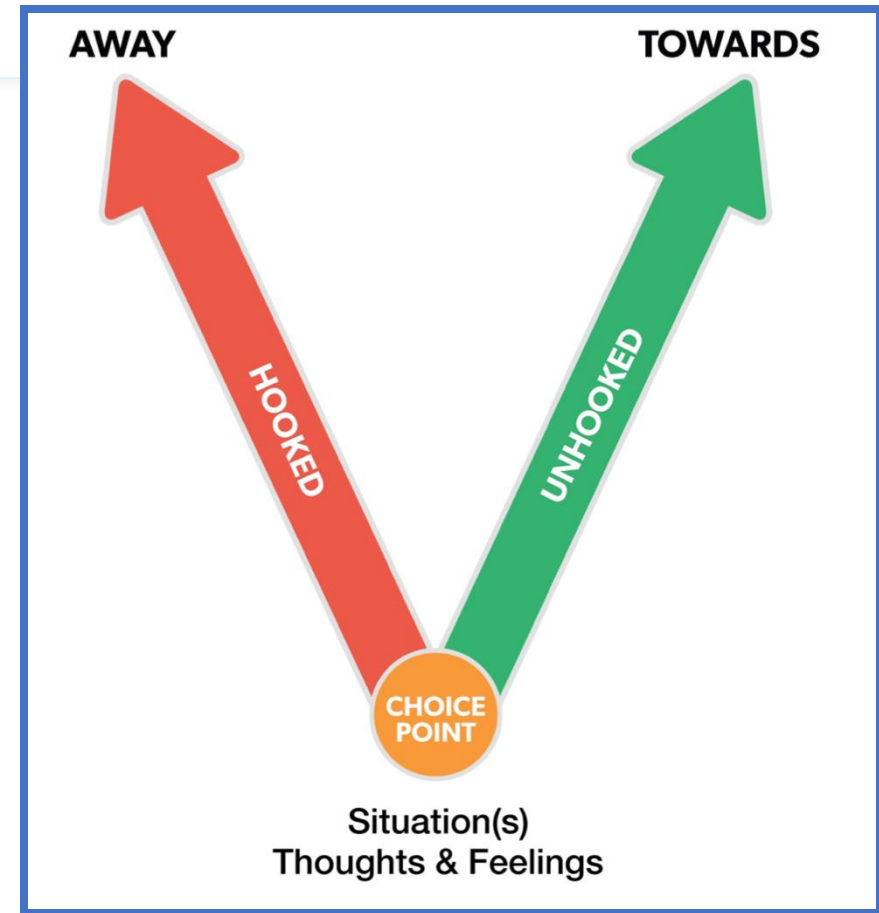 AWAY
TOWARDS
HOOKED
UNHOOKED
CHOICE
POINT
Situation(s)
Thoughts & Feelings